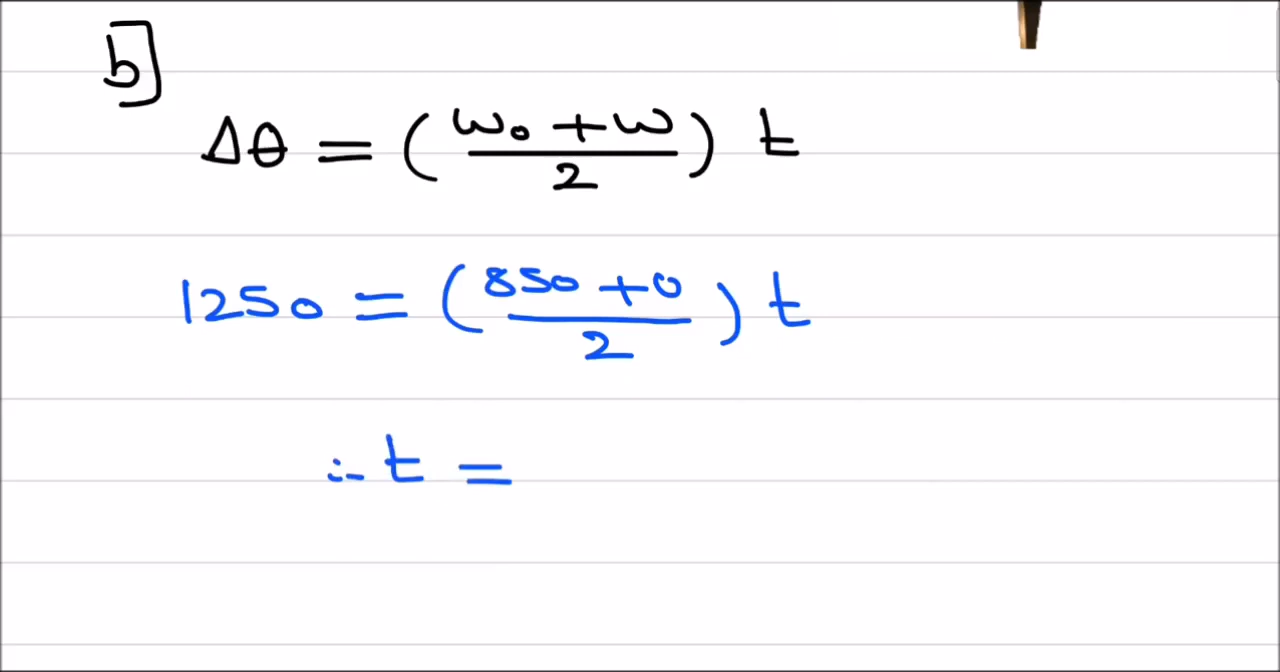 b]
Δθ = (ω₀ + ω / 2) t
1250 = (850 + 0 / 2) t
∴ t =